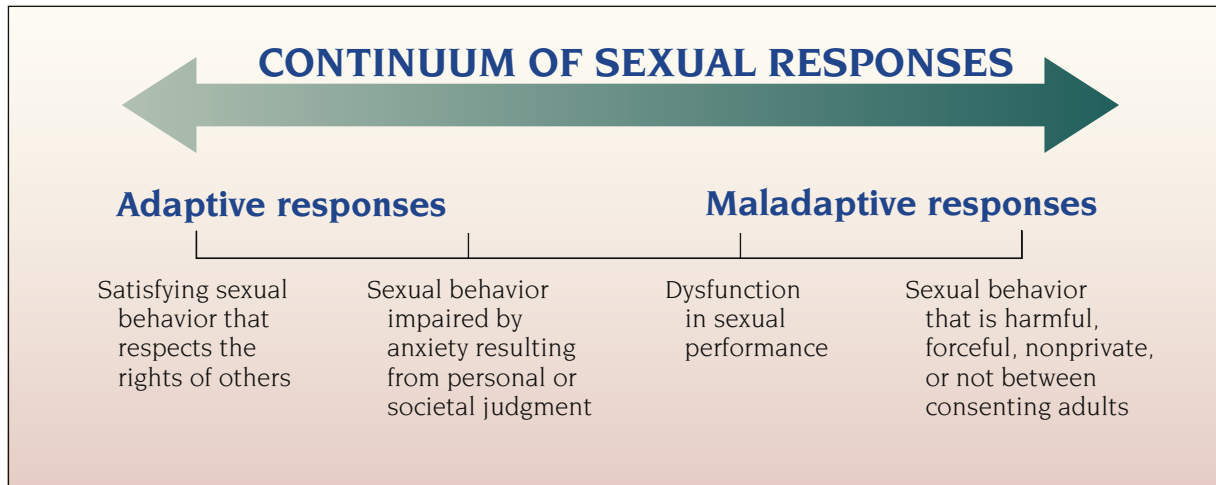 CONTINUUM OF SEXUAL RESPONSES
Adaptive responses
Maladaptive responses
Satisfying sexual
behavior that
respects the
rights of others
Sexual behavior
impaired by
anxiety resulting
from personal or
societal judgment
Dysfunction
in sexual
performance
Sexual behavior
that is harmful,
forceful, nonprivate,
or not between
consenting adults